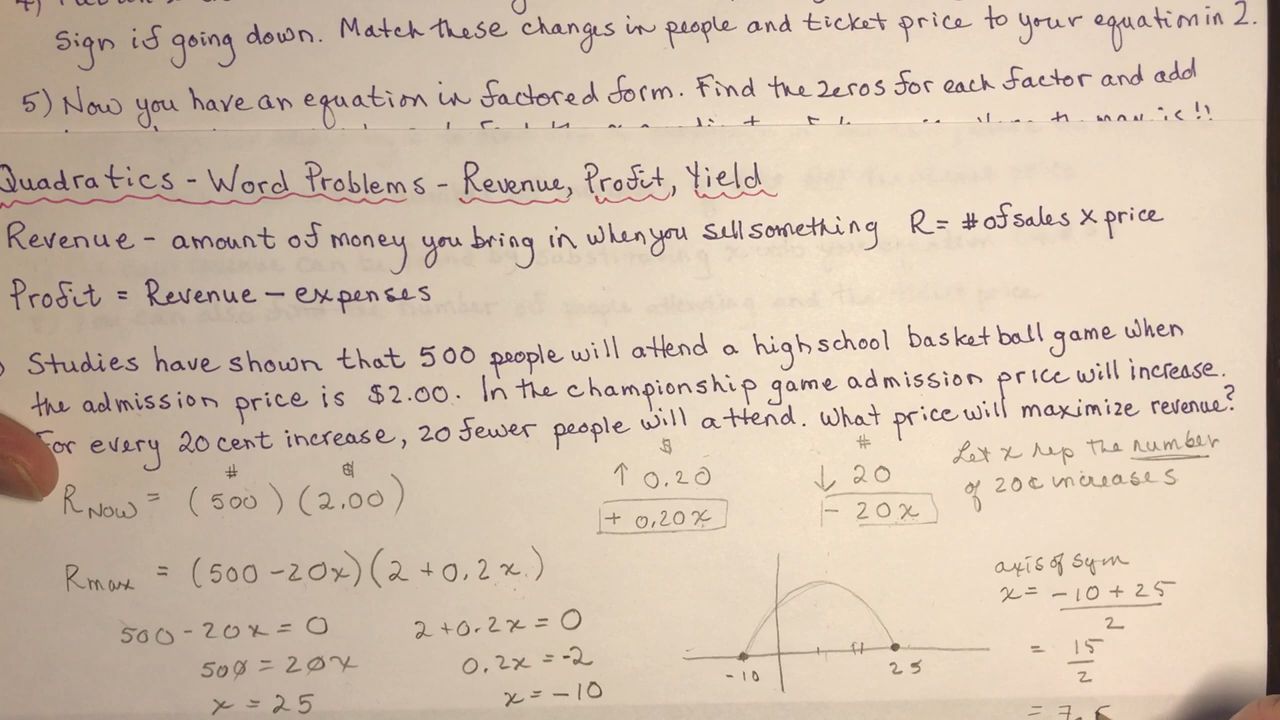 Sign if going down. Match these changes in people and ticket price to your equation in 2.
5) Now you have an equation in factored form. Find the zeros for each factor and add
max is!!
Quadratics - Word Problems - Revenue, Profit, Yield
Revenue - amount of money you bring in when you sell something R = # of sales x price
Profit = Revenue - expenses
Studies have shown that 500 people will attend a high school basketball game when
the admission price is $2.00. In the championship game admission price will increase.
For every 20 cent increase, 20 fewer people will attend. What price will maximize revenue?
# $ $ #
R NOW = (500)(2.00) ↑ 0.20 ↓ 20 Let x rep the number
+ 0.20x - 20x of 20¢ increases
Rmax = (500 - 20x)(2 + 0.2x) axis of sym
500 - 20x = 0 2 + 0.2x = 0 x = -10 + 25
2
500 = 20x 0.2x = -2 = 15
2
x = 25 x = -10 -10 25
= 7.5